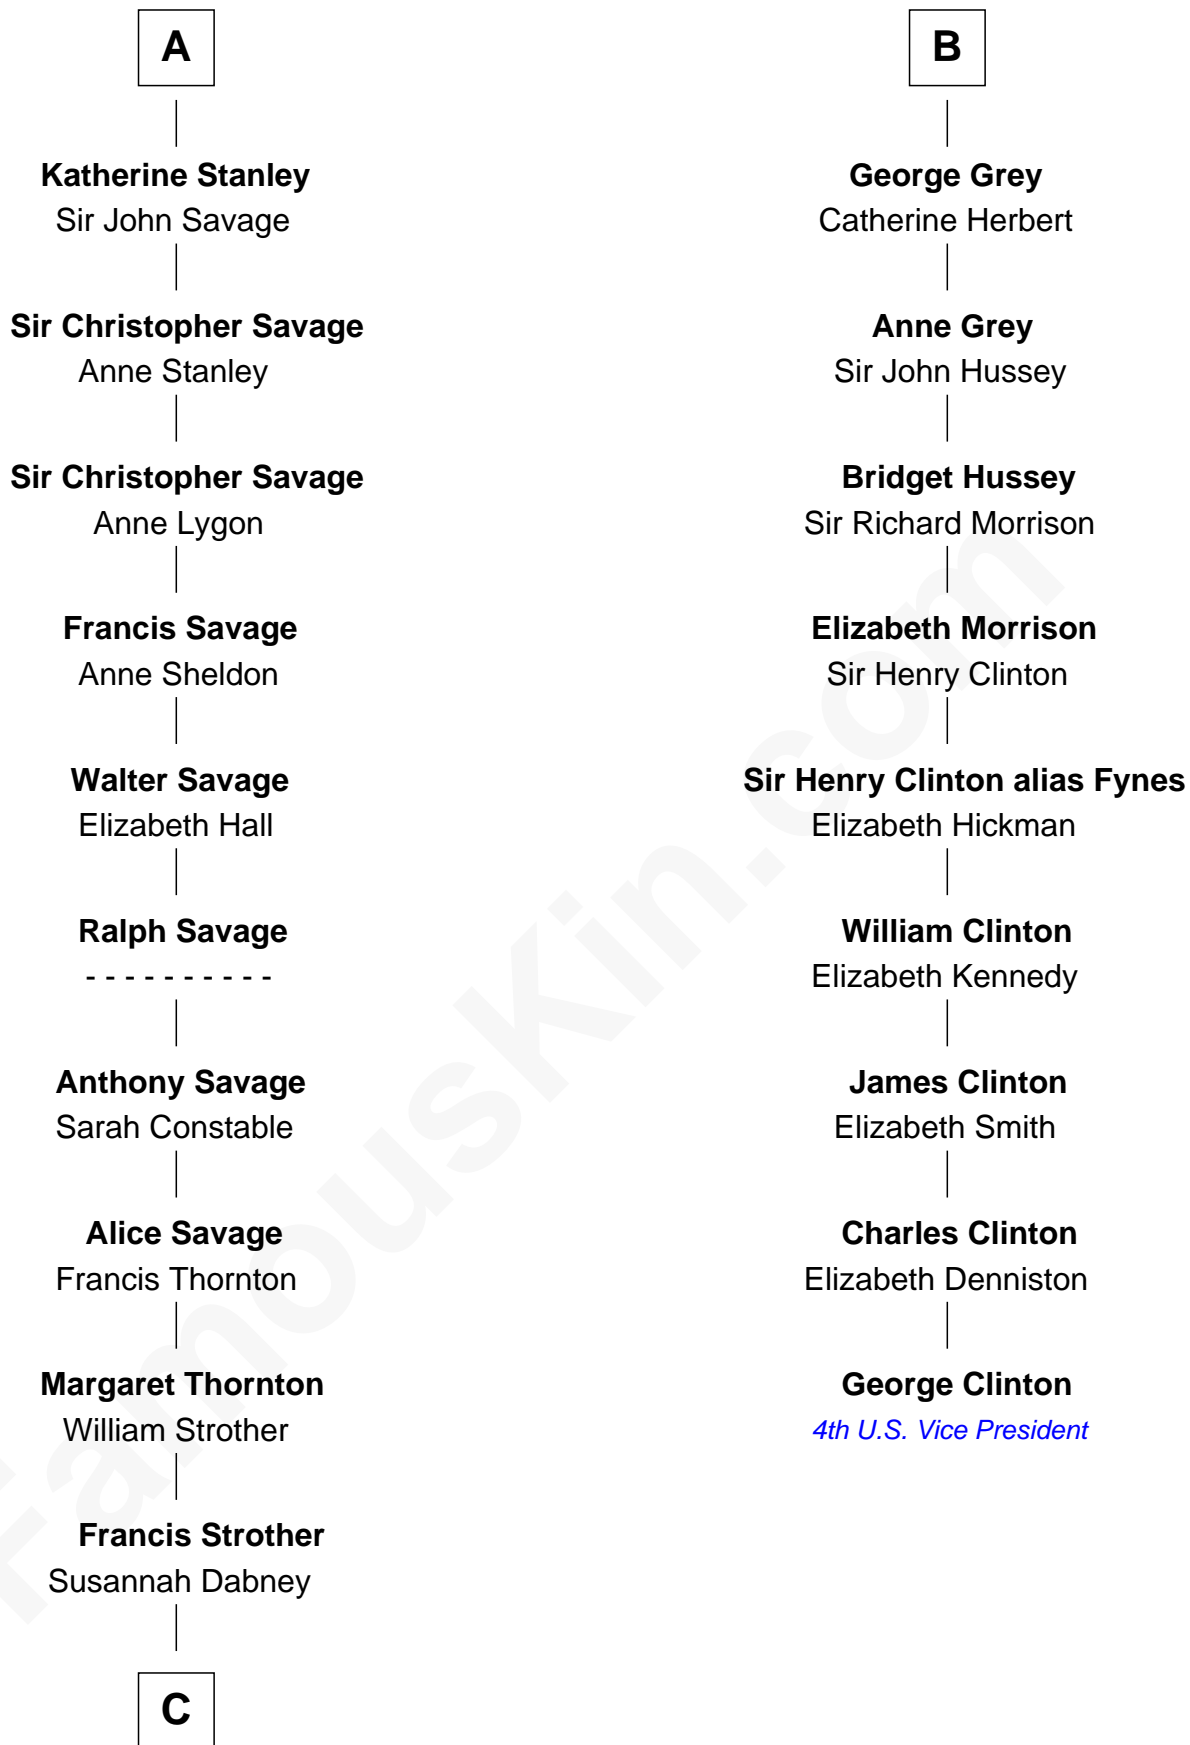 A
Katherine Stanley
Sir John Savage
Sir Christopher Savage
Anne Stanley
Sir Christopher Savage
Anne Lygon
Francis Savage
Anne Sheldon
Walter Savage
Elizabeth Hall
Ralph Savage
- - - - - - - - - -
Anthony Savage
Sarah Constable
Alice Savage
Francis Thornton
Margaret Thornton
William Strother
Francis Strother
Susannah Dabney
C
B
George Grey
Catherine Herbert
Anne Grey
Sir John Hussey
Bridget Hussey
Sir Richard Morrison
Elizabeth Morrison
Sir Henry Clinton
Sir Henry Clinton alias Fynes
Elizabeth Hickman
William Clinton
Elizabeth Kennedy
James Clinton
Elizabeth Smith
Charles Clinton
Elizabeth Denniston
George Clinton
4th U.S. Vice President
FamousKin.com